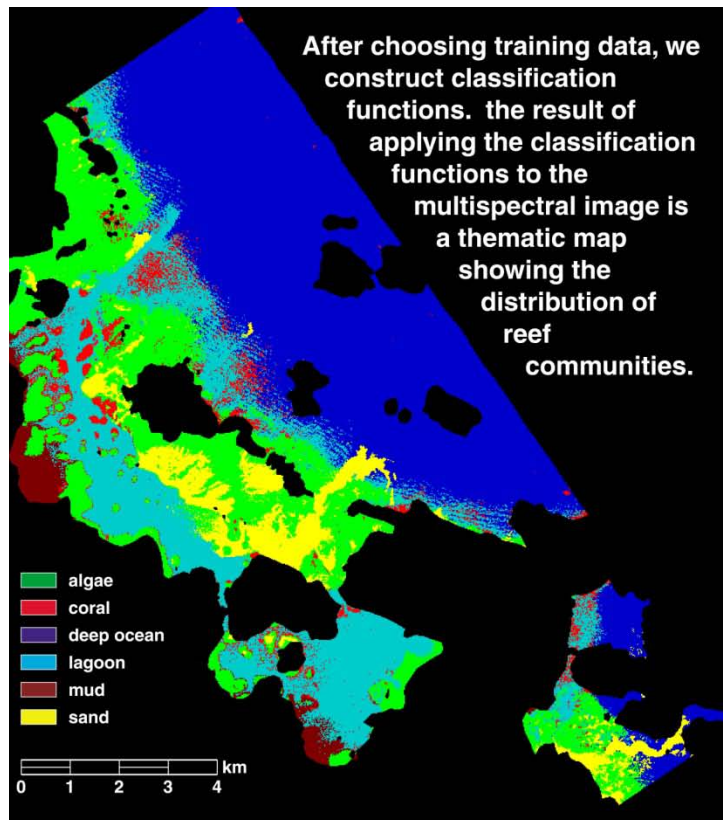 After choosing training data, we
construct classification
functions. the result of
applying the classification
functions to the
multispectral image is
a thematic map
showing the
distribution of
reef
communities.
algae
coral
deep ocean
lagoon
mud
sand
km
0 1 2 3 4